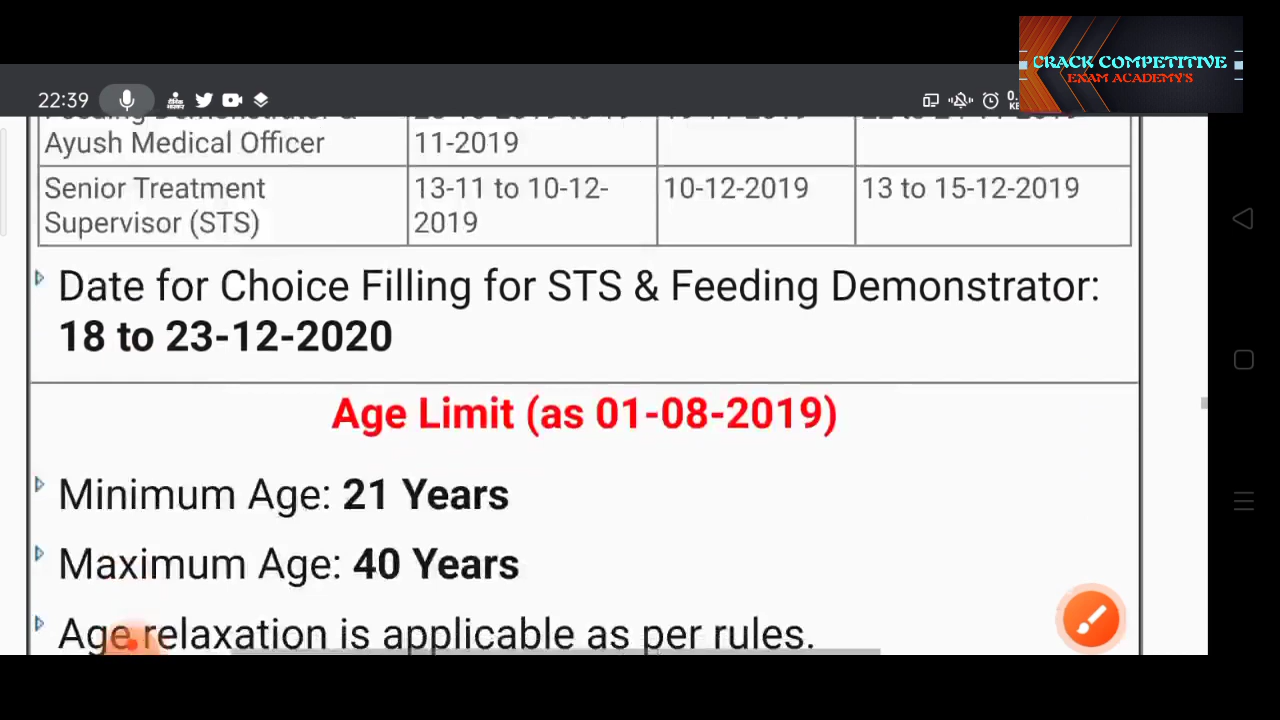 CRACK COMPETITIVE
EXAM ACADEMY'S
22:39
Ayush Medical Officer
11-2019
Senior Treatment
Supervisor (STS)
13-11 to 10-12-
2019
10-12-2019
13 to 15-12-2019
Date for Choice Filling for STS & Feeding Demonstrator:
18 to 23-12-2020
Age Limit (as 01-08-2019)
Minimum Age: 21 Years
Maximum Age: 40 Years
Age relaxation is applicable as per rules.